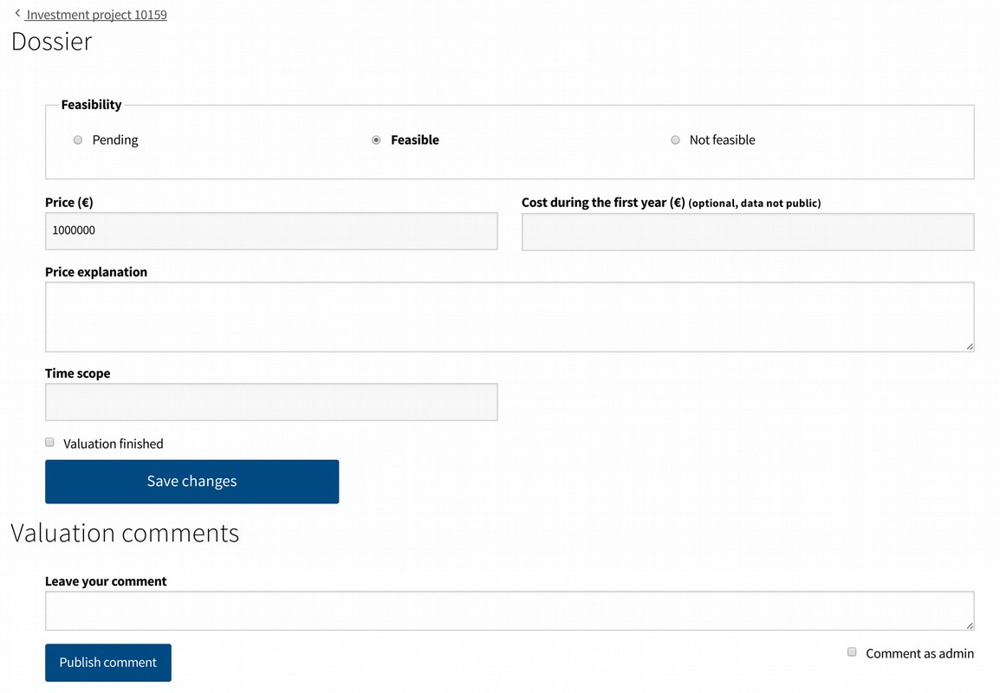 Investment project 10159
Dossier
Feasibility
Pending Feasible Not feasible
Price (€) Cost during the first year (€) (optional, data not public)
1000000
Price explanation
Time scope
Valuation finished
Save changes
Valuation comments
Leave your comment
Publish comment Comment as admin